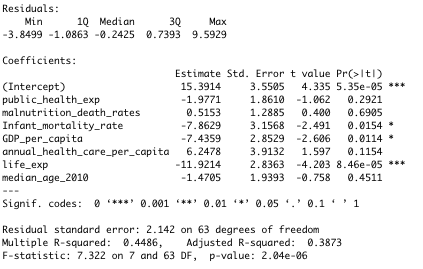 Residuals:
Min 1Q Median 3Q Max
-3.8499 -1.0863 -0.2425 0.7393 9.5929
Coefficients:
Estimate Std. Error t value Pr(>|t|)
(Intercept) 15.3914 3.5505 4.335 5.35e-05 ***
public_health_exp -1.9771 1.8610 -1.062 0.2921
malnutrition_death_rates 0.5153 1.2885 0.400 0.6905
Infant_mortality_rate -7.8629 3.1568 -2.491 0.0154 *
GDP_per_capita -7.4359 2.8529 -2.606 0.0114 *
annual_health_care_per_capita 6.2478 3.9132 1.597 0.1154
life_exp -11.9214 2.8363 -4.203 8.46e-05 ***
median_age_2010 -1.4705 1.9393 -0.758 0.4511
---
Signif. codes: 0 ‘***’ 0.001 ‘**’ 0.01 ‘*’ 0.05 ‘.’ 0.1 ‘ ’ 1
Residual standard error: 2.142 on 63 degrees of freedom
Multiple R-squared: 0.4486, Adjusted R-squared: 0.3873
F-statistic: 7.322 on 7 and 63 DF, p-value: 2.04e-06